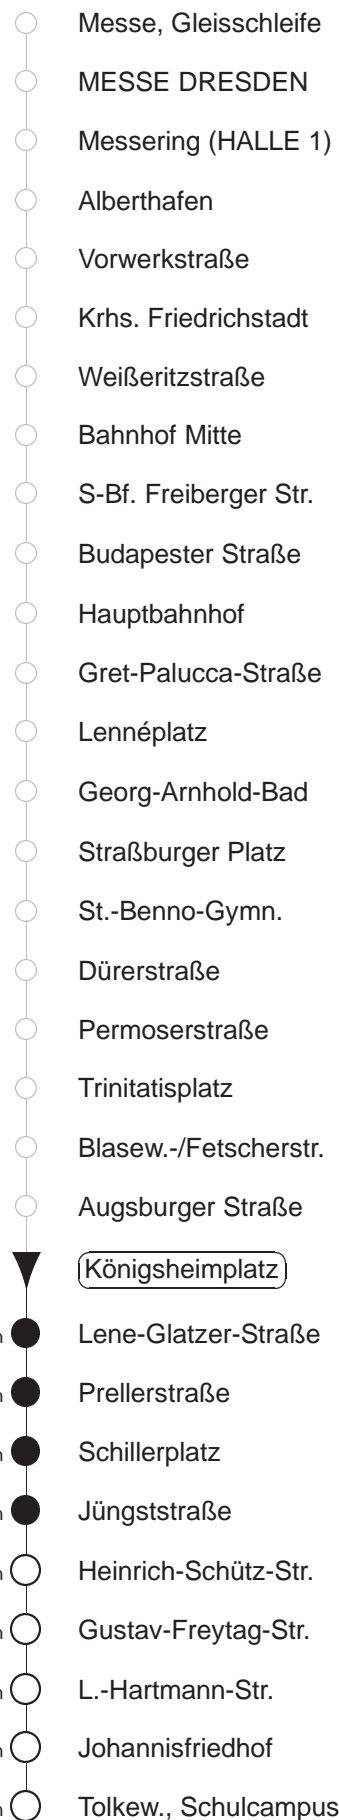 Messe, Gleisschleife
MESSE DRESDEN
Messering (HALLE 1)
Alberthafen
Vorwerkstraße
Krhs. Friedrichstadt
Weißeritzstraße
Bahnhof Mitte
S-Bf. Freiberger Str.
Budapester Straße
Hauptbahnhof
Gret-Palucca-Straße
Lennéplatz
Georg-Arnhold-Bad
Straßburger Platz
St.-Benno-Gymn.
Dürerstraße
Permoserstraße
Trinitatisplatz
Blasew.-/Fetscherstr.
Augsburger Straße
Königsheimplatz
Lene-Glatzer-Straße
Prellerstraße
Schillerplatz
Jüngststraße
Heinrich-Schütz-Str.
Gustav-Freytag-Str.
L.-Hartmann-Str.
Johannisfriedhof
Tolkew., Schulcampus